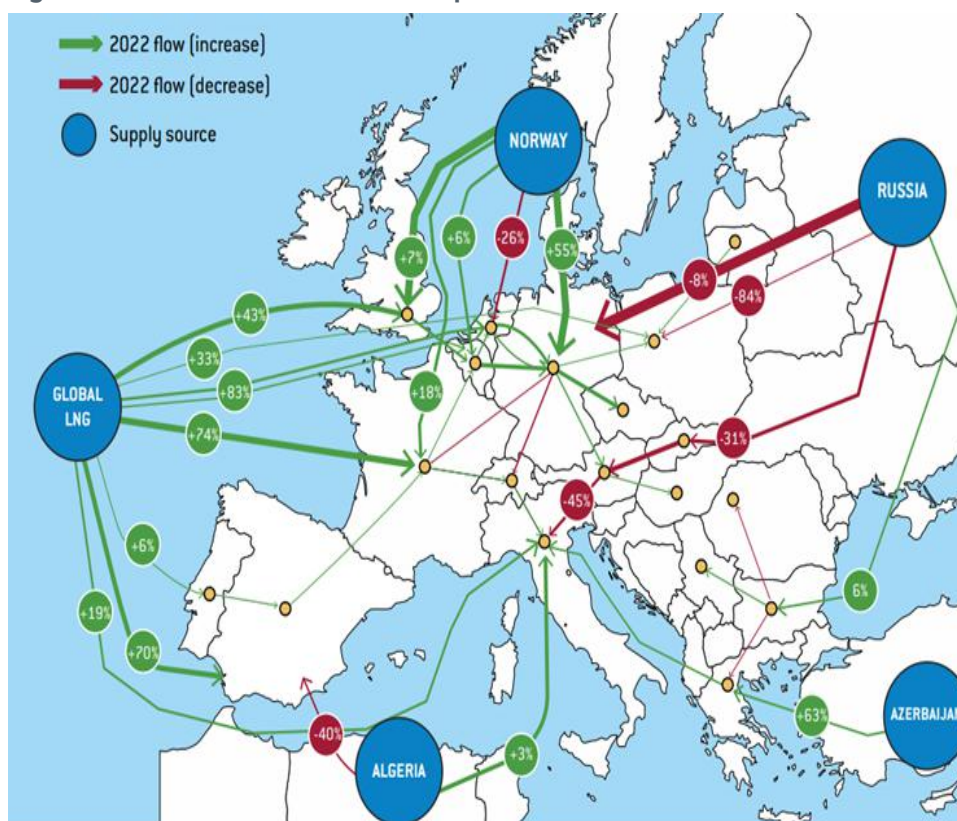 2022 flow (increase)
2022 flow (decrease)
Supply source
NORWAY
RUSSIA
+7%
+6%
-26%
+55%
-8%
-84%
+43%
+33%
+83%
+18%
GLOBAL
LNG
+74%
-31%
-45%
+6%
+19%
+70%
6%
-40%
ALGERIA
+3%
+63%
AZERBAIJAN